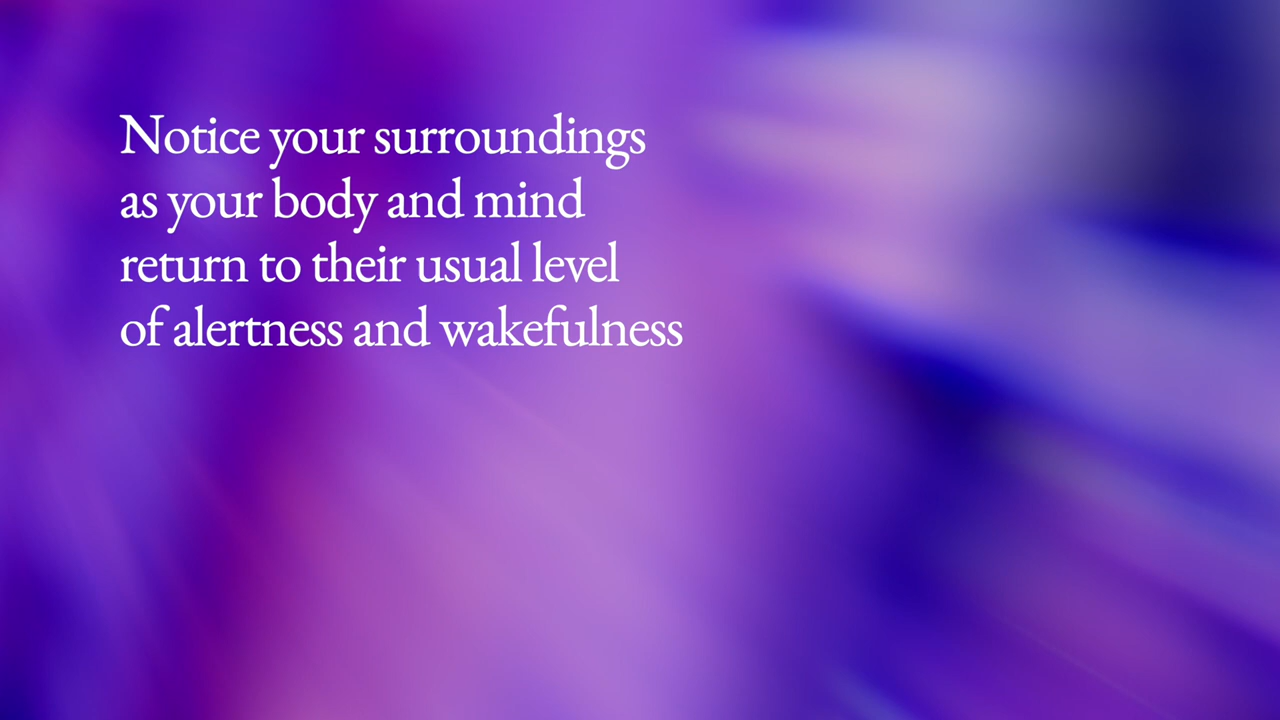 Notice your surroundings
as your body and mind
return to their usual level
of alertness and wakefulness